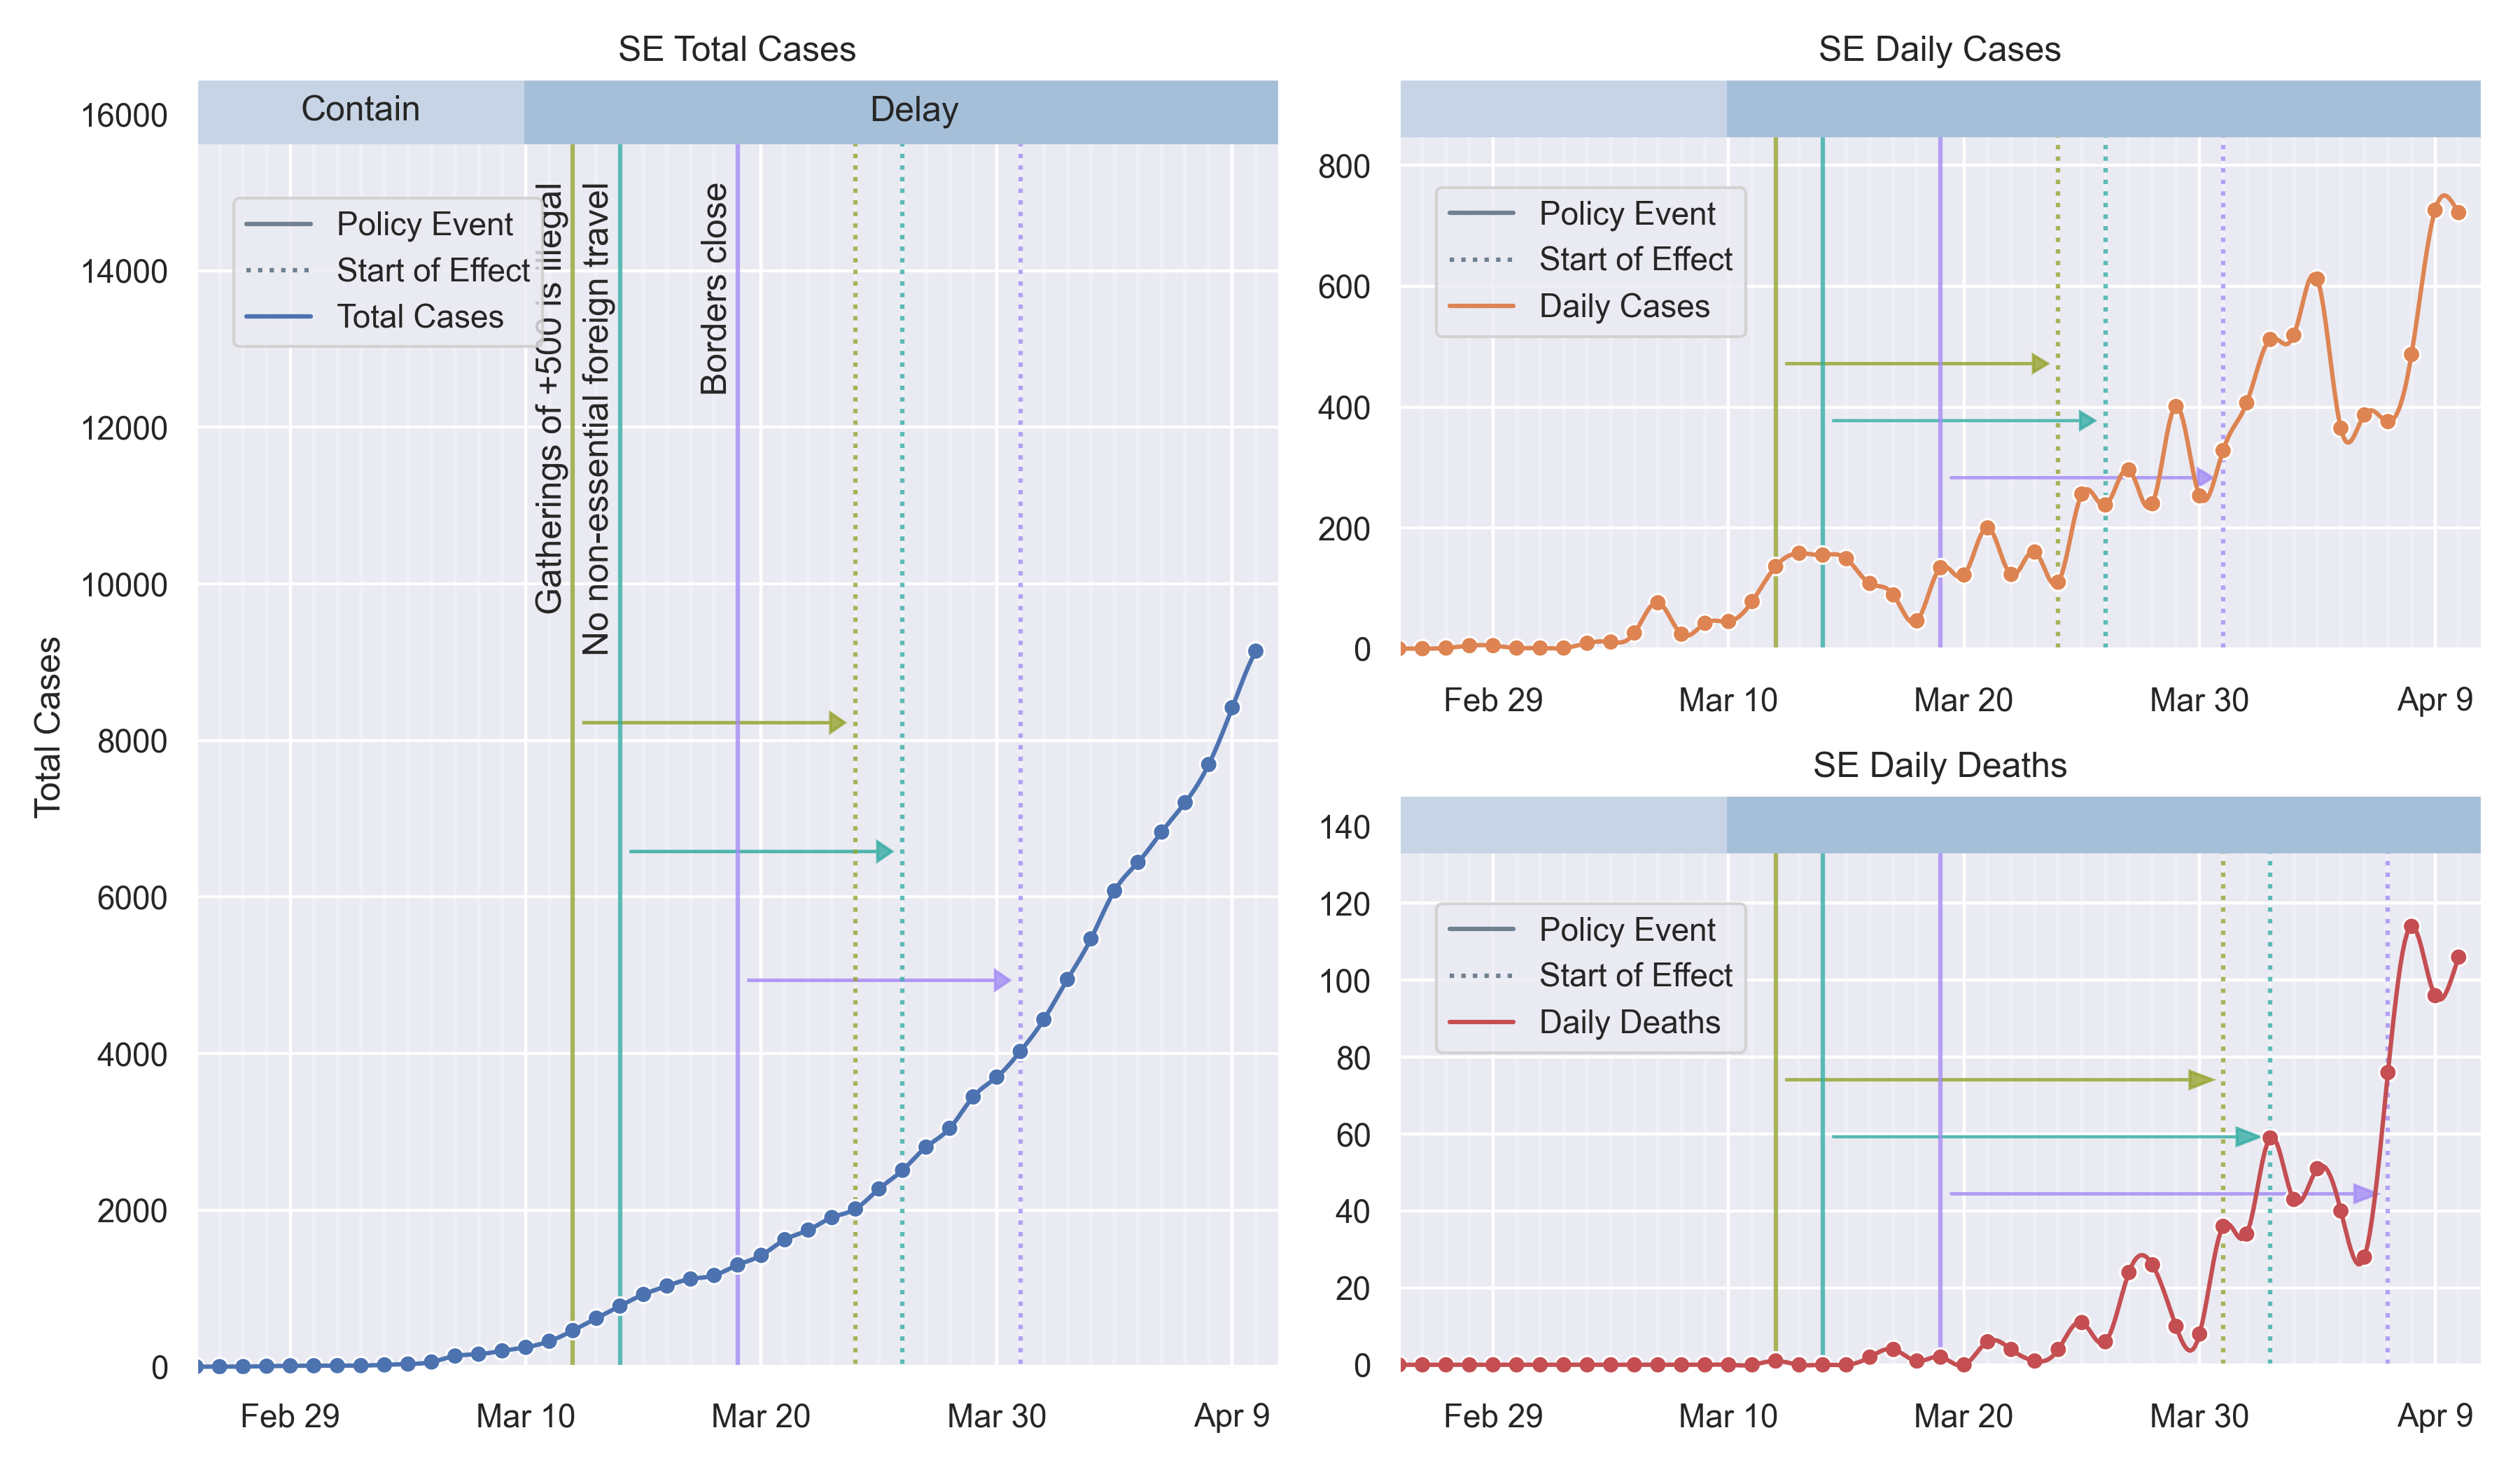 SE Total Cases
Contain
Delay
16000
14000
12000
10000
8000
6000
4000
2000
0
Total Cases
Policy Event
Start of Effect
Total Cases
Gatherings of +500 is illegal
No non-essential foreign travel
Borders close
Feb 29
Mar 10
Mar 20
Mar 30
Apr 9
SE Daily Cases
800
600
400
200
0
Policy Event
Start of Effect
Daily Cases
Feb 29
Mar 10
Mar 20
Mar 30
Apr 9
SE Daily Deaths
140
120
100
80
60
40
20
0
Policy Event
Start of Effect
Daily Deaths
Feb 29
Mar 10
Mar 20
Mar 30
Apr 9